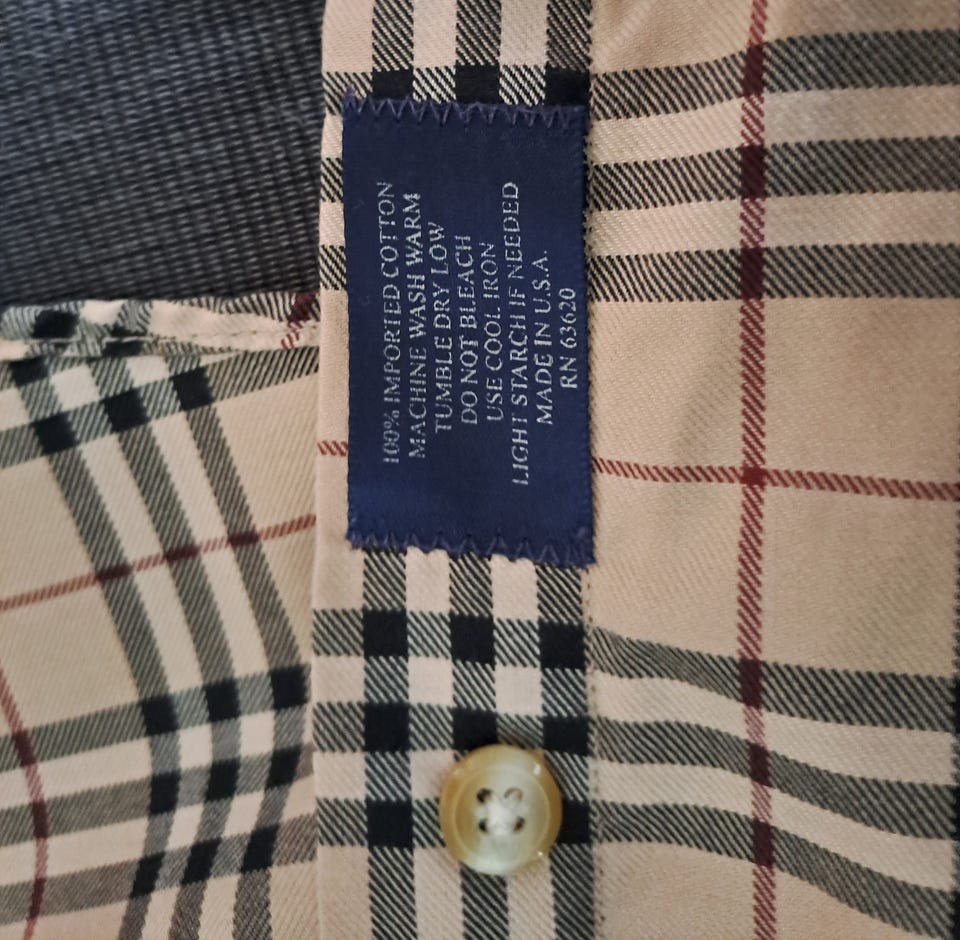 100% IMPORTED COTTON
MACHINE WASH WARM
TUMBLE DRY LOW
DO NOT BLEACH
USE COOL IRON
LIGHT STARCH IF NEEDED
MADE IN U.S.A.
RN 63620